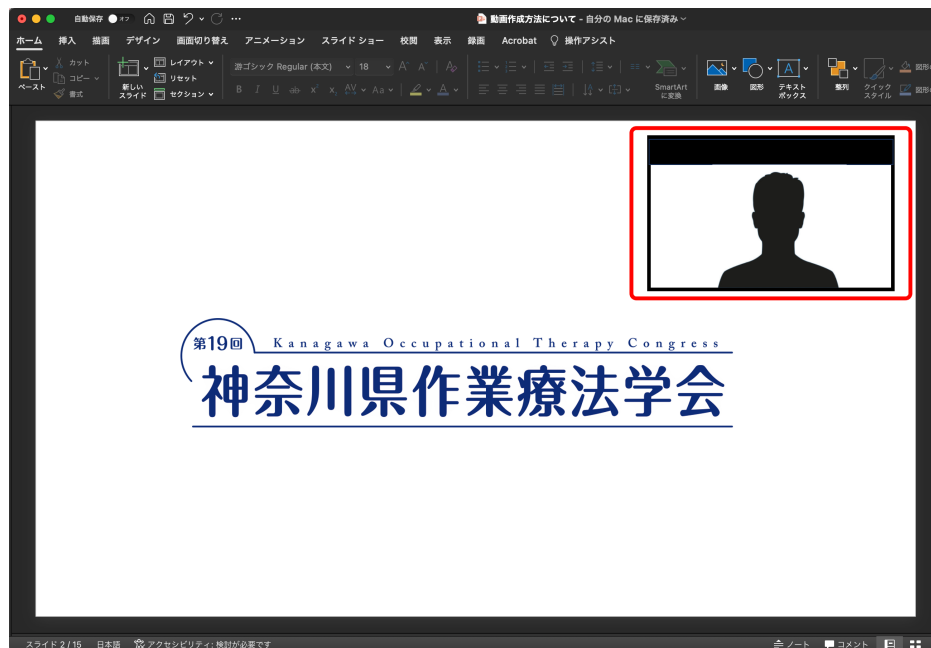 自動保存 オフ
動画作成方法について - 自分の Mac に保存済み
ホーム 挿入 描画 デザイン 画面切り替え アニメーション スライド ショー 校閲 表示 録画 Acrobat 操作アシスト
ペースト
カット
コピー
書式
新しい
スライド
レイアウト
リセット
セクション
游ゴシック Regular (本文) 18
SmartArt
に変換
画像
図形
テキスト
ボックス
整列
クイック
スタイル
第19回 Kanagawa Occupational Therapy Congress
神奈川県作業療法学会
スライド 2 / 15 日本語 アクセシビリティ: 検討が必要です ノート コメント